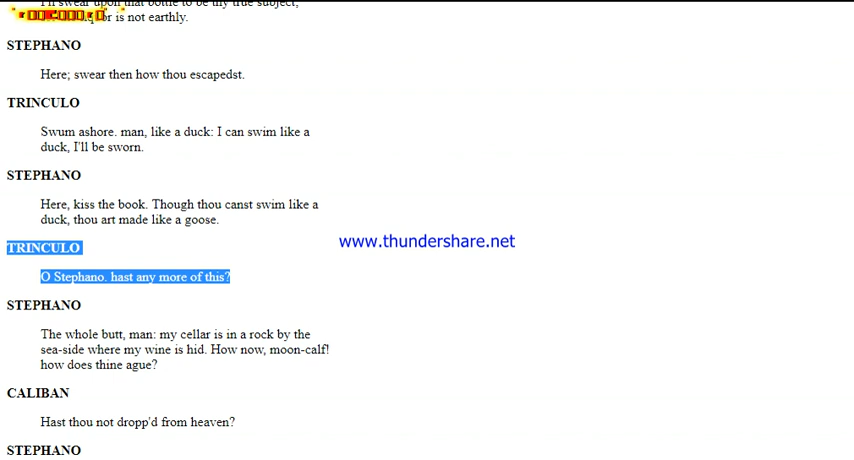 I'll swear upon that bottle to be thy true subject;
or is not earthly.
STEPHANO
Here; swear then how thou escapedst.
TRINCULO
Swum ashore. man, like a duck: I can swim like a
duck, I'll be sworn.
STEPHANO
Here, kiss the book. Though thou canst swim like a
duck, thou art made like a goose.
TRINCULO
www.thundershare.net
O Stephano. hast any more of this?
STEPHANO
The whole butt, man: my cellar is in a rock by the
sea-side where my wine is hid. How now, moon-calf!
how does thine ague?
CALIBAN
Hast thou not dropp'd from heaven?
STEPHANO